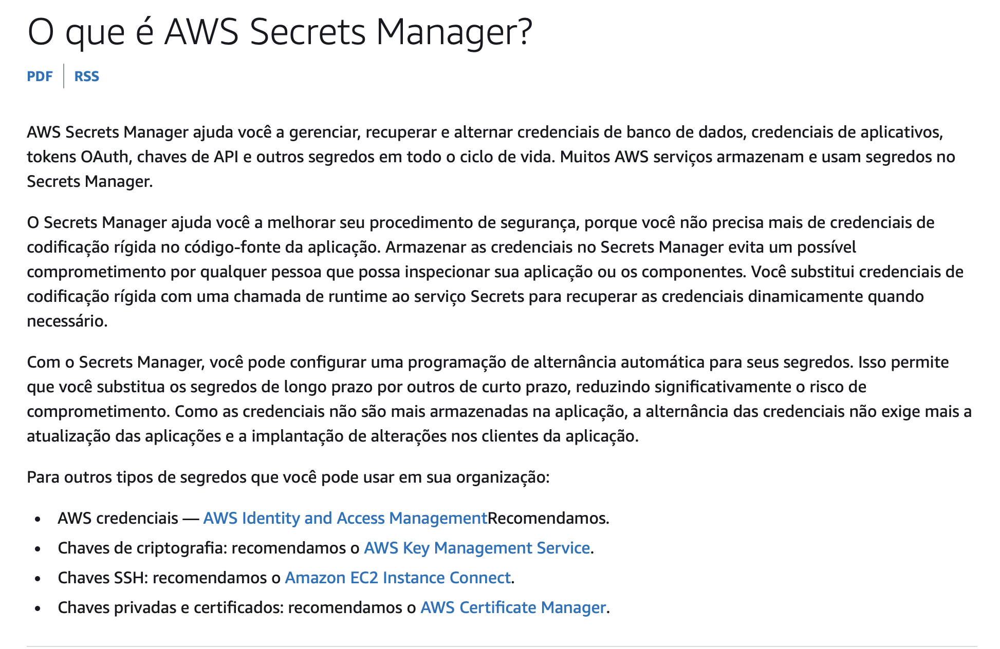 O que é AWS Secrets Manager?
PDF | RSS
AWS Secrets Manager ajuda você a gerenciar, recuperar e alternar credenciais de banco de dados, credenciais de aplicativos,
tokens OAuth, chaves de API e outros segredos em todo o ciclo de vida. Muitos AWS serviços armazenam e usam segredos no
Secrets Manager.
O Secrets Manager ajuda você a melhorar seu procedimento de segurança, porque você não precisa mais de credenciais de
codificação rígida no código-fonte da aplicação. Armazenar as credenciais no Secrets Manager evita um possível
comprometimento por qualquer pessoa que possa inspecionar sua aplicação ou os componentes. Você substitui credenciais de
codificação rígida com uma chamada de runtime ao serviço Secrets para recuperar as credenciais dinamicamente quando
necessário.
Com o Secrets Manager, você pode configurar uma programação de alternância automática para seus segredos. Isso permite
que você substitua os segredos de longo prazo por outros de curto prazo, reduzindo significativamente o risco de
comprometimento. Como as credenciais não são mais armazenadas na aplicação, a alternância das credenciais não exige mais a
atualização das aplicações e a implantação de alterações nos clientes da aplicação.
Para outros tipos de segredos que você pode usar em sua organização:
• AWS credenciais — AWS Identity and Access ManagementRecomendamos.
• Chaves de criptografia: recomendamos o AWS Key Management Service.
• Chaves SSH: recomendamos o Amazon EC2 Instance Connect.
• Chaves privadas e certificados: recomendamos o AWS Certificate Manager.